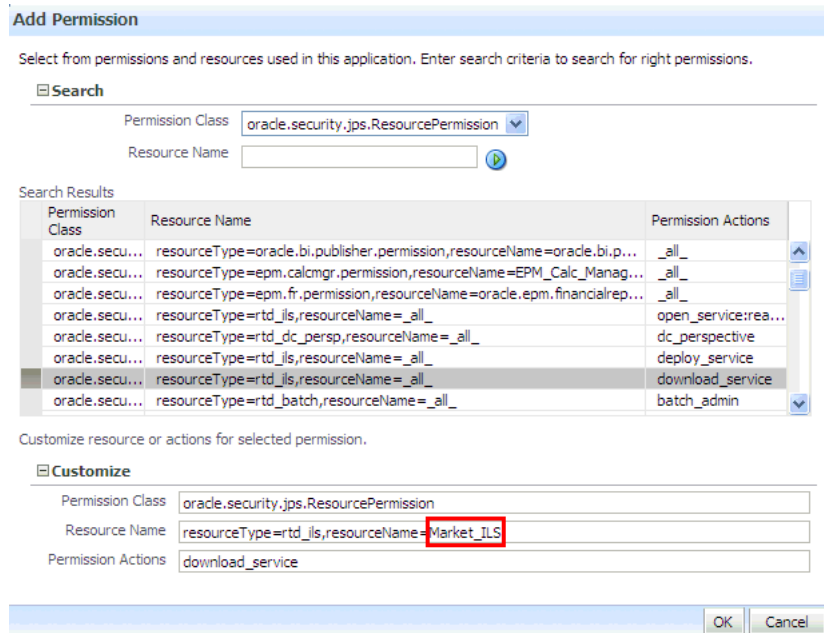 Add Permission
Select from permissions and resources used in this application. Enter search criteria to search for right permissions.
Search
Permission Class oracle.security.jps.ResourcePermission
Resource Name
Search Results
Permission Class Resource Name Permission Actions
oracle.secu... resourceType=oracle.bi.publisher.permission,resourceName=oracle.bi.p... _all_
oracle.secu... resourceType=epm.calcmgr.permission,resourceName=EPM_Calc_Manag... _all_
oracle.secu... resourceType=epm.fr.permission,resourceName=oracle.epm.financialrep... _all_
oracle.secu... resourceType=rtd_ils,resourceName=_all_ open_service:rea...
oracle.secu... resourceType=rtd_dc_persp,resourceName=_all_ dc_perspective
oracle.secu... resourceType=rtd_ils,resourceName=_all_ deploy_service
oracle.secu... resourceType=rtd_ils,resourceName=_all_ download_service
oracle.secu... resourceType=rtd_batch,resourceName=_all_ batch_admin
Customize resource or actions for selected permission.
Customize
Permission Class oracle.security.jps.ResourcePermission
Resource Name resourceType=rtd_ils,resourceName=Market_ILS
Permission Actions download_service
OK Cancel